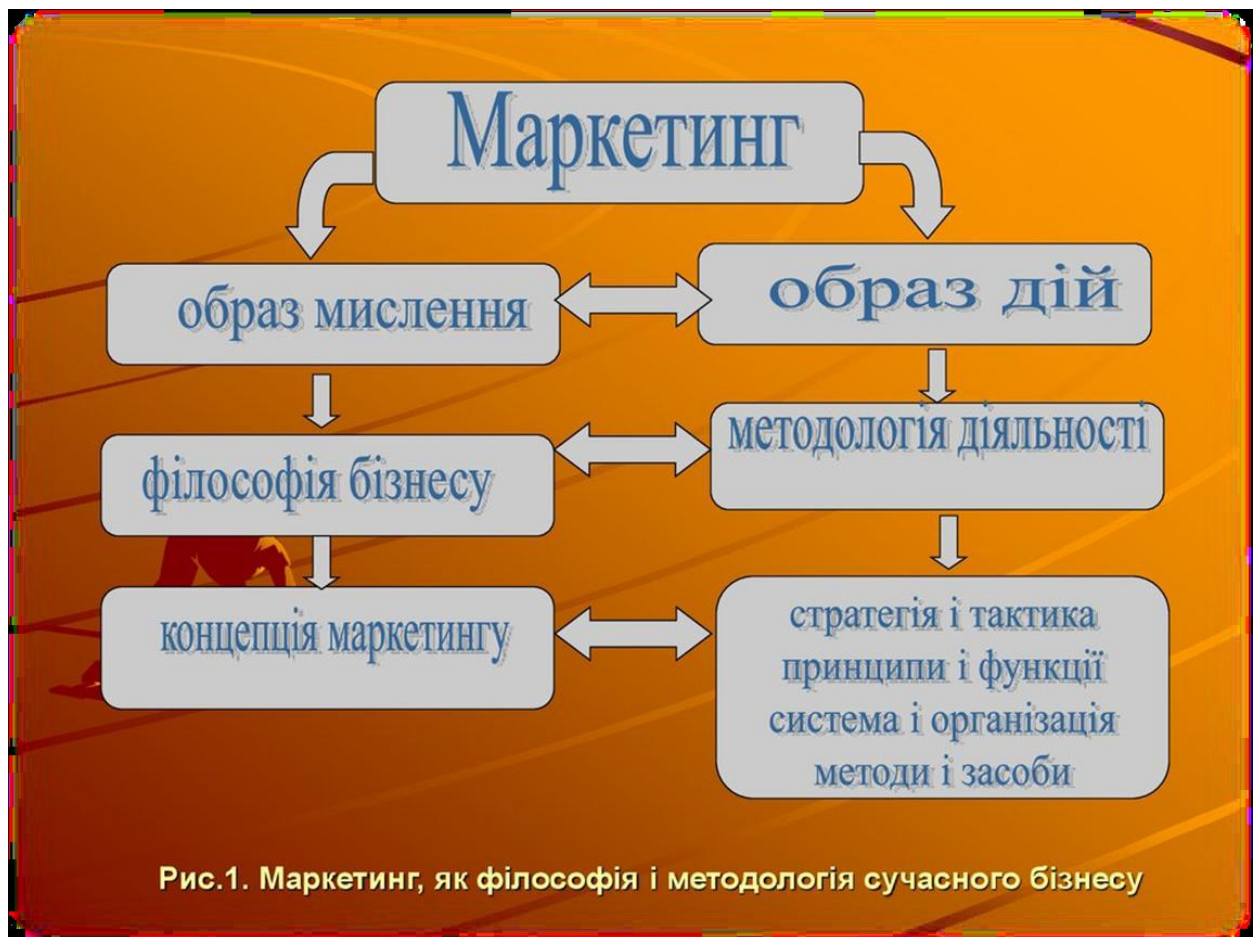 Маркетинг
образ мислення
образ дій
філософія бізнесу
методологія діяльності
концепція маркетингу
стратегія і тактика
принципи і функції
система і організація
методи і засоби
Рис.1. Маркетинг, як філософія і методологія сучасного бізнесу